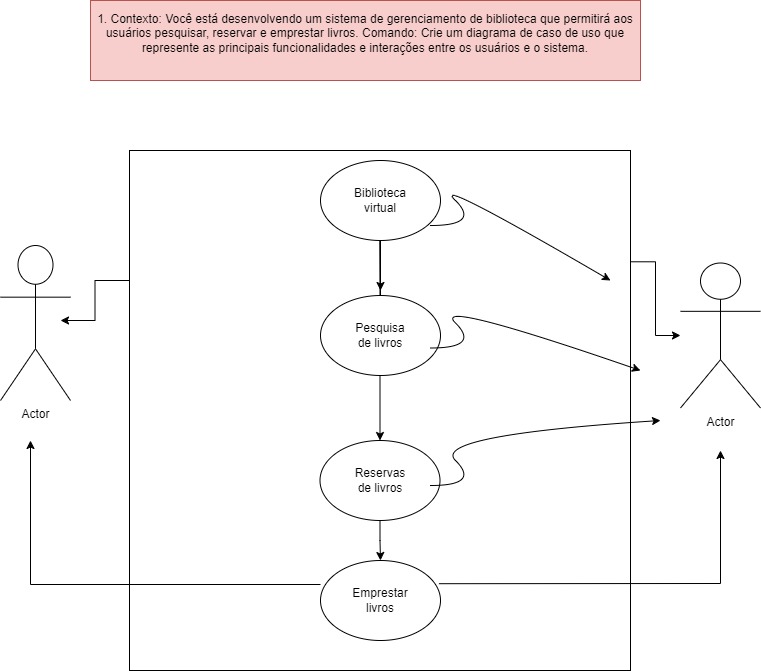 1. Contexto: Você está desenvolvendo um sistema de gerenciamento de biblioteca que permitirá aos
usuários pesquisar, reservar e emprestar livros. Comando: Crie um diagrama de caso de uso que
represente as principais funcionalidades e interações entre os usuários e o sistema.
Biblioteca
virtual
Pesquisa
de livros
Actor
Actor
Reservas
de livros
Emprestar
livros